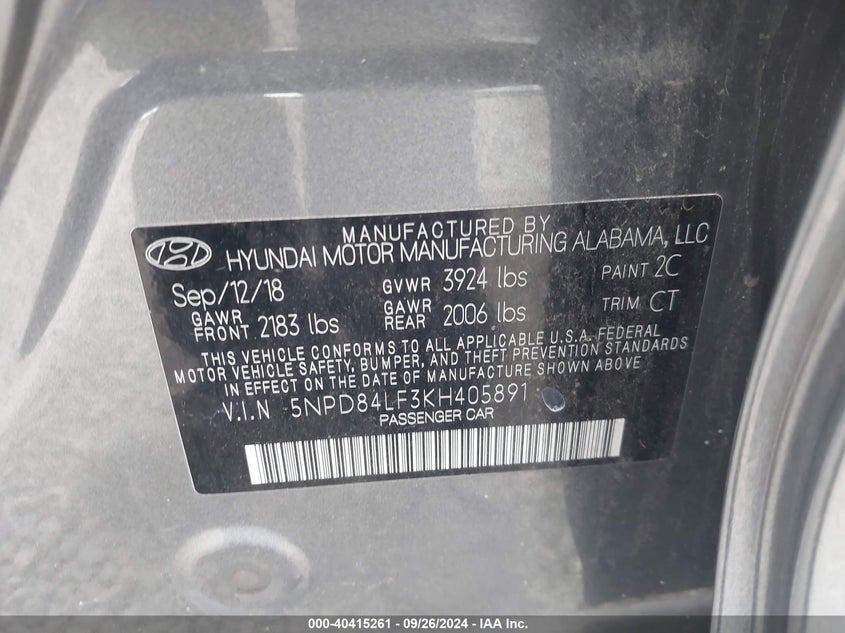 MANUFACTURED BY
HYUNDAI MOTOR MANUFACTURING ALABAMA, LLC
Sep/12/18 GVWR 3924 lbs PAINT 2C
GAWR FRONT 2183 lbs GAWR REAR 2006 lbs TRIM CT
THIS VEHICLE CONFORMS TO ALL APPLICABLE U.S.A. FEDERAL
MOTOR VEHICLE SAFETY, BUMPER, AND THEFT PREVENTION STANDARDS
IN EFFECT ON THE DATE OF MANUFACTURE SHOWN ABOVE.
V.I.N 5NPD84LF3KH405891
PASSENGER CAR
000-40415261 - 09/26/2024 - IAA Inc.